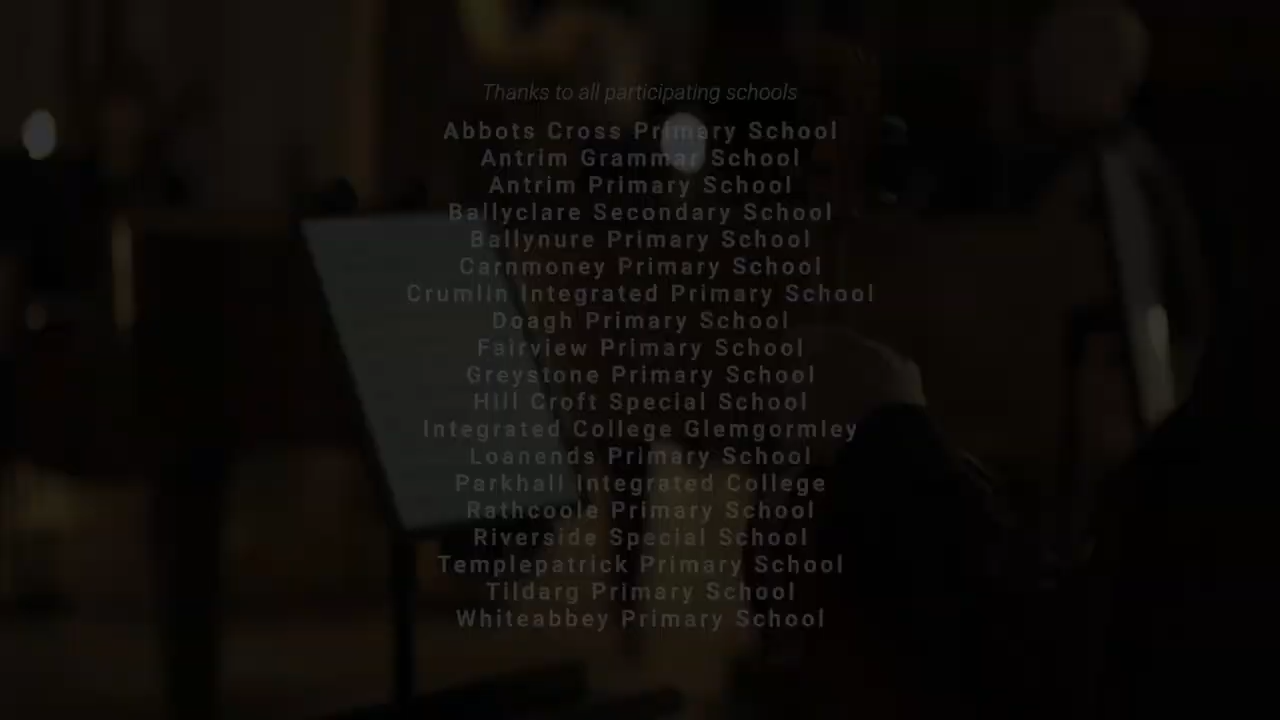 Thanks to all participating schools
Abbots Cross Primary School
Antrim Grammar School
Antrim Primary School
Ballyclare Secondary School
Ballynure Primary School
Carnmoney Primary School
Crumlin Integrated Primary School
Doagh Primary School
Fairview Primary School
Greystone Primary School
Hill Croft Special School
Integrated College Glemgormley
Loanends Primary School
Parkhall Integrated College
Rathcoole Primary School
Riverside Special School
Templepatrick Primary School
Tildarg Primary School
Whiteabbey Primary School